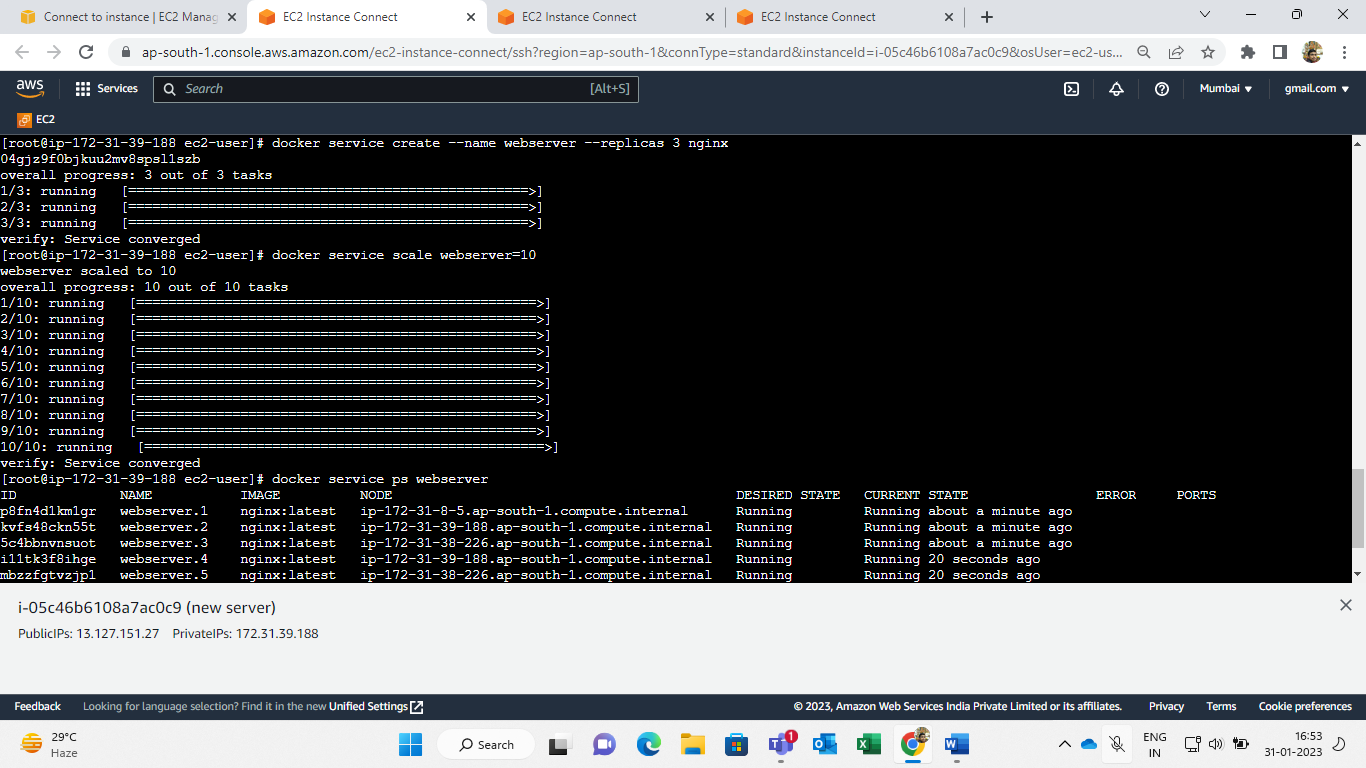 Connect to instance | EC2 Manag
EC2 Instance Connect
EC2 Instance Connect
EC2 Instance Connect
ap-south-1.console.aws.amazon.com/ec2-instance-connect/ssh?region=ap-south-1&connType=standard&instanceId=i-05c46b6108a7ac0c9&osUser=ec2-us...
aws Services Search [Alt+S] Mumbai gmail.com
EC2
[root@ip-172-31-39-188 ec2-user]# docker service create --name webserver --replicas 3 nginx
04gjz9f0bjkuu2mv8spsl1szb
overall progress: 3 out of 3 tasks
1/3: running [==================================================>]
2/3: running [==================================================>]
3/3: running [==================================================>]
verify: Service converged
[root@ip-172-31-39-188 ec2-user]# docker service scale webserver=10
webserver scaled to 10
overall progress: 10 out of 10 tasks
1/10: running [==================================================>]
2/10: running [==================================================>]
3/10: running [==================================================>]
4/10: running [==================================================>]
5/10: running [==================================================>]
6/10: running [==================================================>]
7/10: running [==================================================>]
8/10: running [==================================================>]
9/10: running [==================================================>]
10/10: running [==================================================>]
verify: Service converged
[root@ip-172-31-39-188 ec2-user]# docker service ps webserver
ID NAME IMAGE NODE DESIRED STATE CURRENT STATE ERROR PORTS
p8fn4d1km1gr webserver.1 nginx:latest ip-172-31-8-5.ap-south-1.compute.internal Running Running about a minute ago
kvfs48ckn55t webserver.2 nginx:latest ip-172-31-39-188.ap-south-1.compute.internal Running Running about a minute ago
5c4bbnvnsuot webserver.3 nginx:latest ip-172-31-38-226.ap-south-1.compute.internal Running Running about a minute ago
i11tk3f8ihge webserver.4 nginx:latest ip-172-31-39-188.ap-south-1.compute.internal Running Running 20 seconds ago
mbzzfgtvzjp1 webserver.5 nginx:latest ip-172-31-38-226.ap-south-1.compute.internal Running Running 20 seconds ago
i-05c46b6108a7ac0c9 (new server)
PublicIPs: 13.127.151.27 PrivateIPs: 172.31.39.188
Feedback Looking for language selection? Find it in the new Unified Settings © 2023, Amazon Web Services India Private Limited or its affiliates. Privacy Terms Cookie preferences
29°C
Haze
Search
1
ENG
IN
16:53
31-01-2023